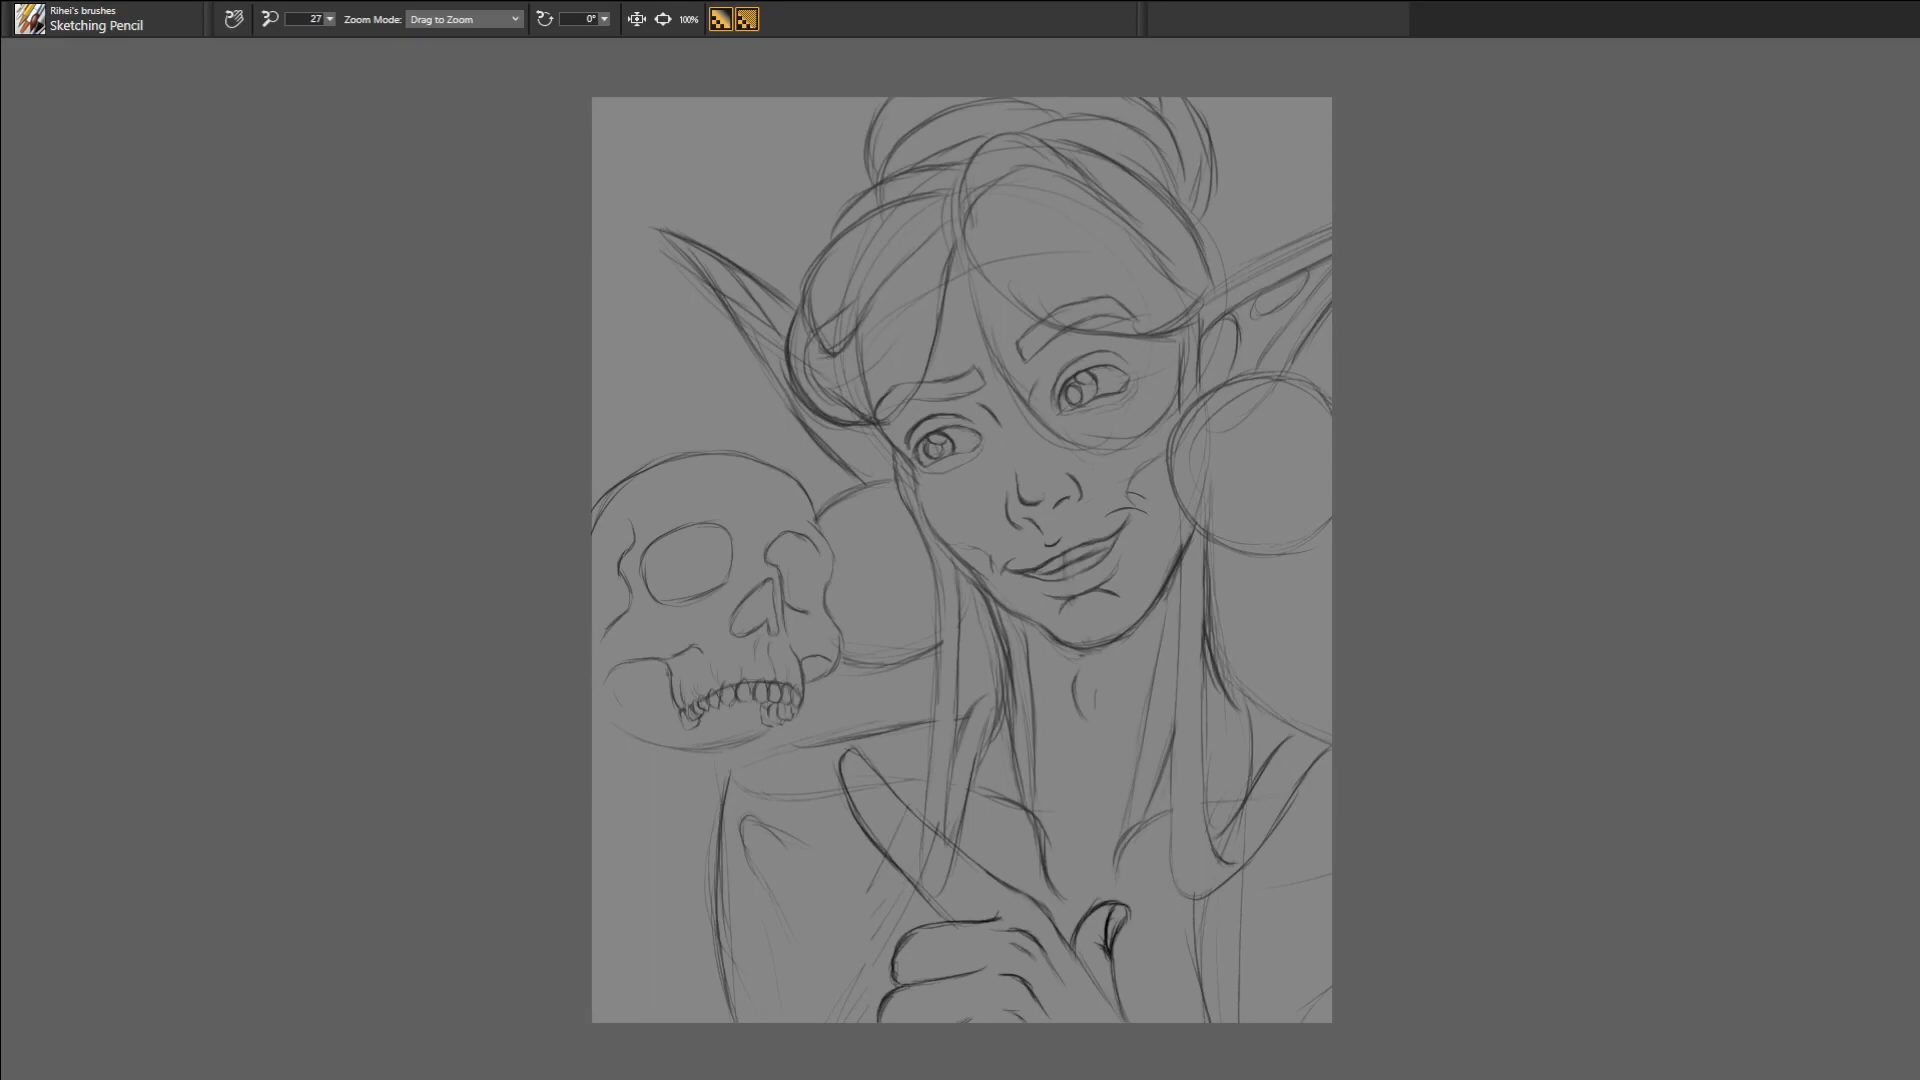 Rihei's brushes
Sketching Pencil
27
Zoom Mode: Drag to Zoom
0°
100%